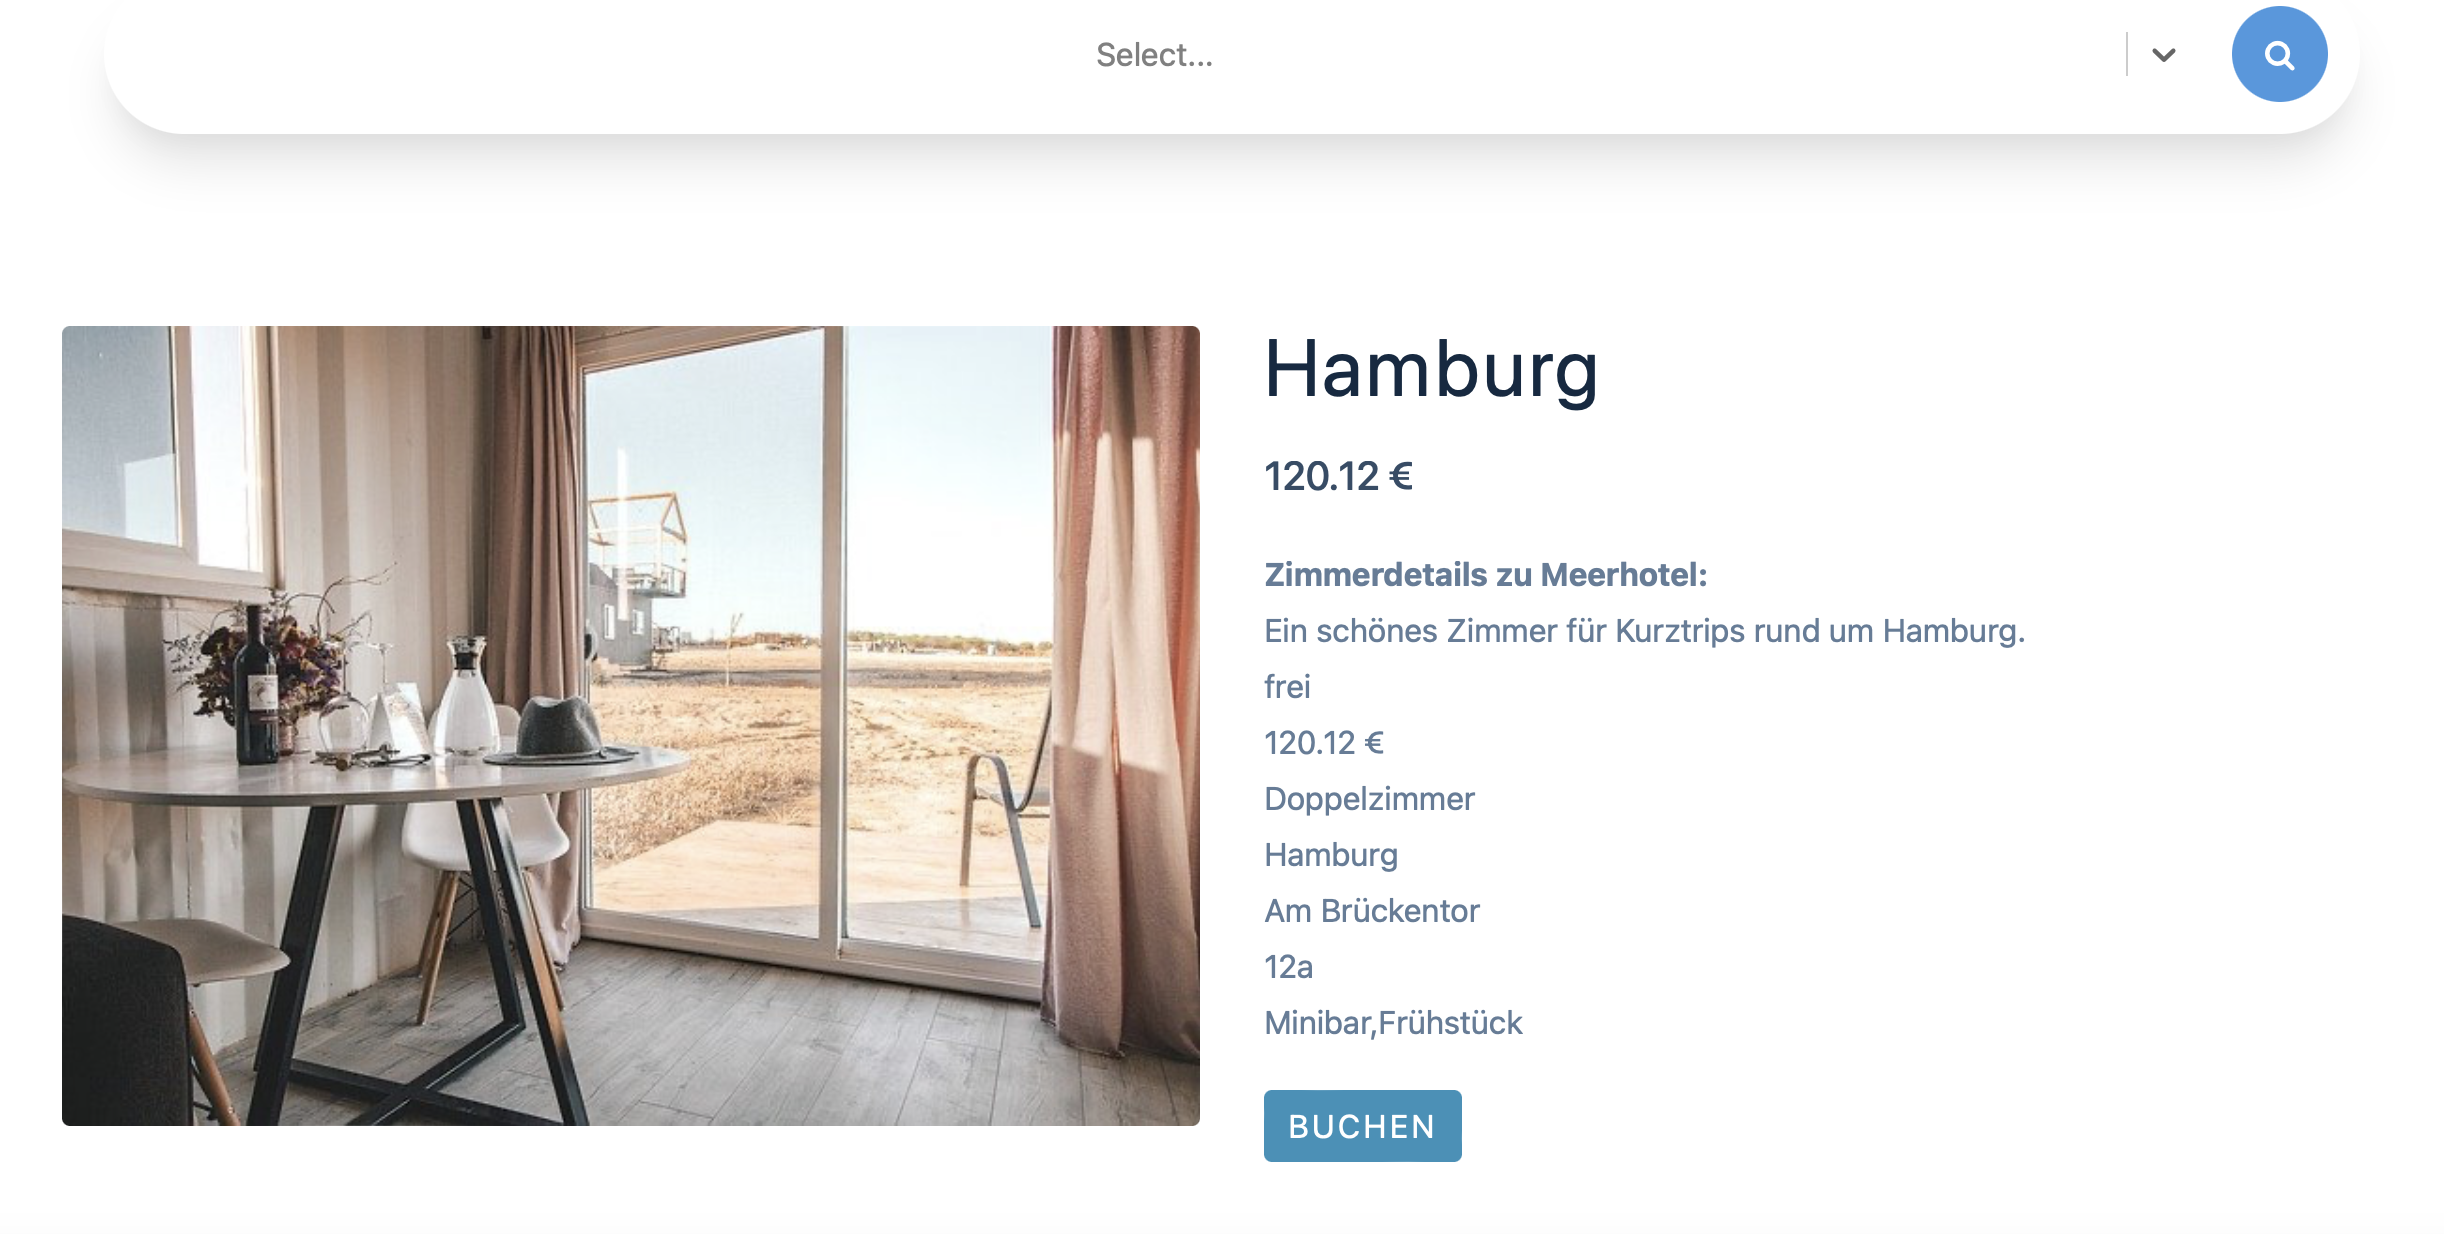 Select...
Hamburg
120.12 €
Zimmerdetails zu Meerhotel:
Ein schönes Zimmer für Kurztrips rund um Hamburg.
frei
120.12 €
Doppelzimmer
Hamburg
Am Brückentor
12a
Minibar,Frühstück
BUCHEN